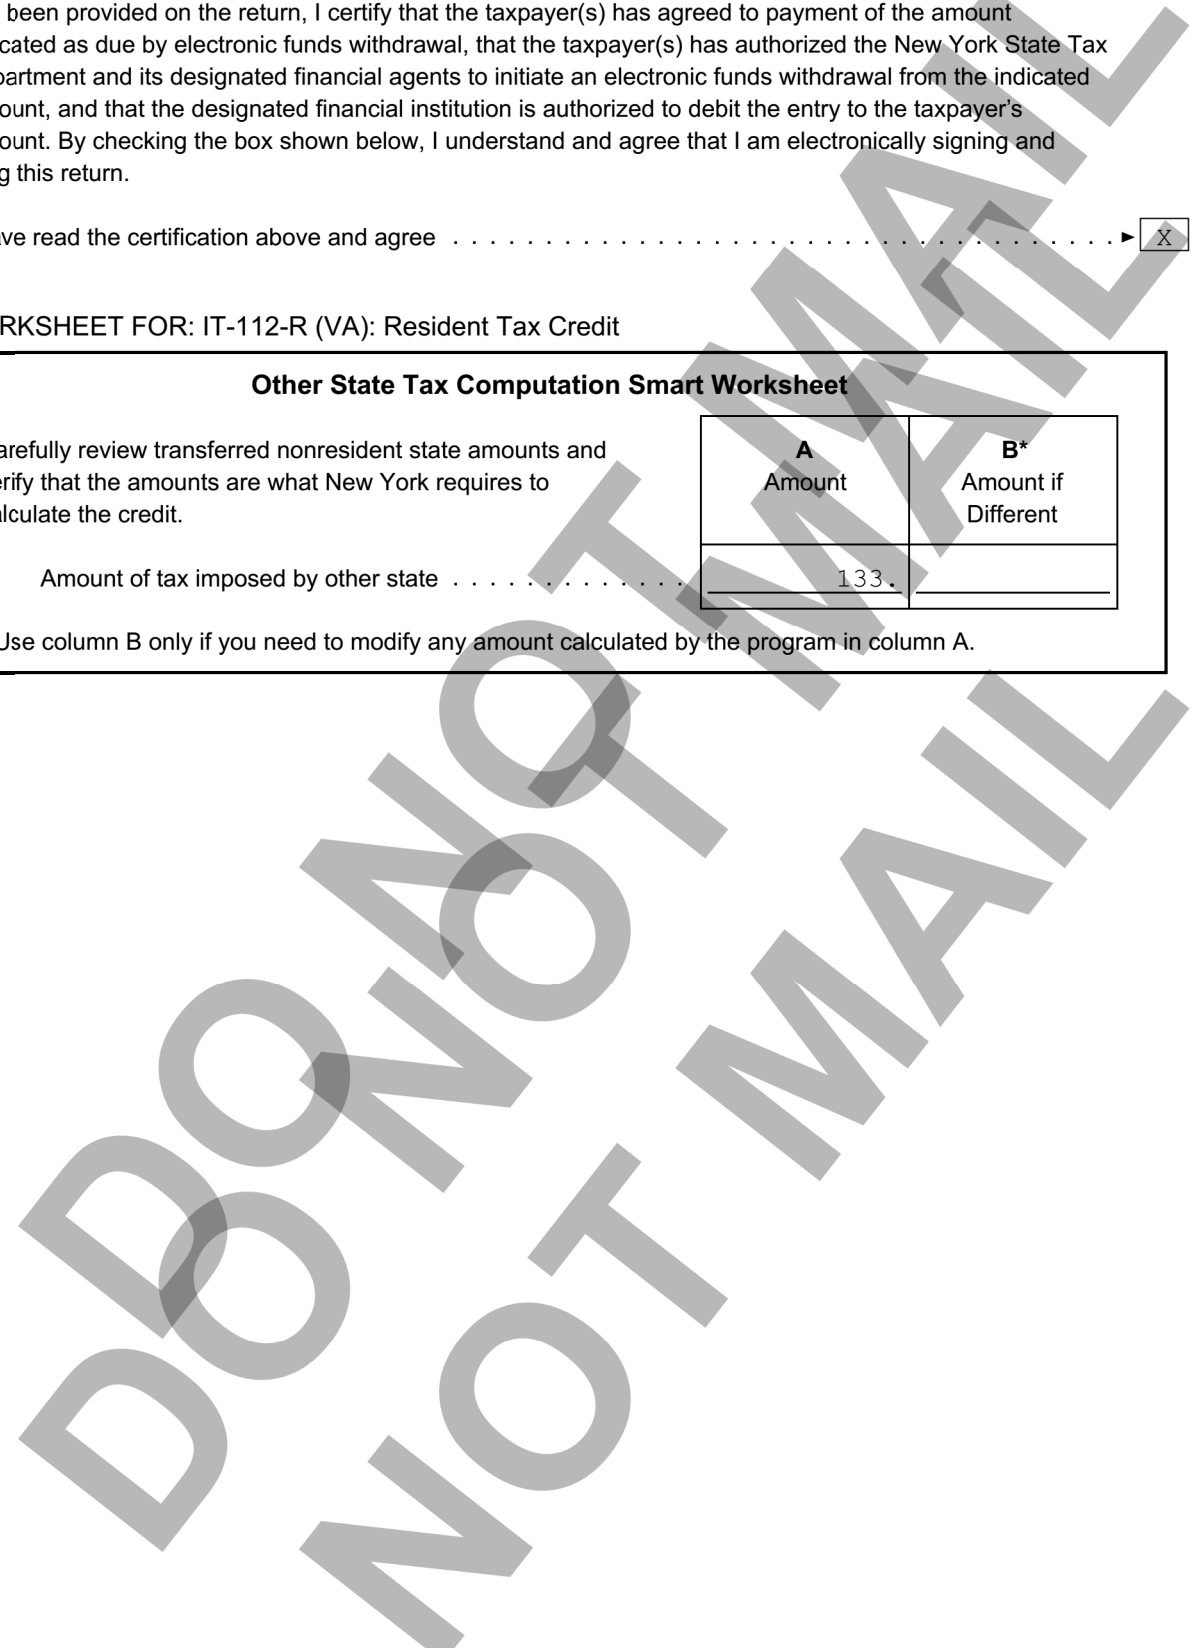 been provided on the return, I certify that the taxpayer(s) has agreed to payment of the amount
cated as due by electronic funds withdrawal, that the taxpayer(s) has authorized the New York State Tax
partment and its designated financial agents to initiate an electronic funds withdrawal from the indicated
ount, and that the designated financial institution is authorized to debit the entry to the taxpayer's
ount. By checking the box shown below, I understand and agree that I am electronically signing and
g this return.
ve read the certification above and agree . . . . . . . . . . . . . . . . . . . . . . . . . . . . . . . . . . . . ► X
RKSHEET FOR: IT-112-R (VA): Resident Tax Credit
Other State Tax Computation Smart Worksheet
arefully review transferred nonresident state amounts and
erify that the amounts are what New York requires to
alculate the credit.
A
Amount
B*
Amount if
Different
Amount of tax imposed by other state . . . . . . . . . . . . . 133.
Use column B only if you need to modify any amount calculated by the program in column A.
DO NOT MAIL
DO NOT MAIL
NOT MAIL